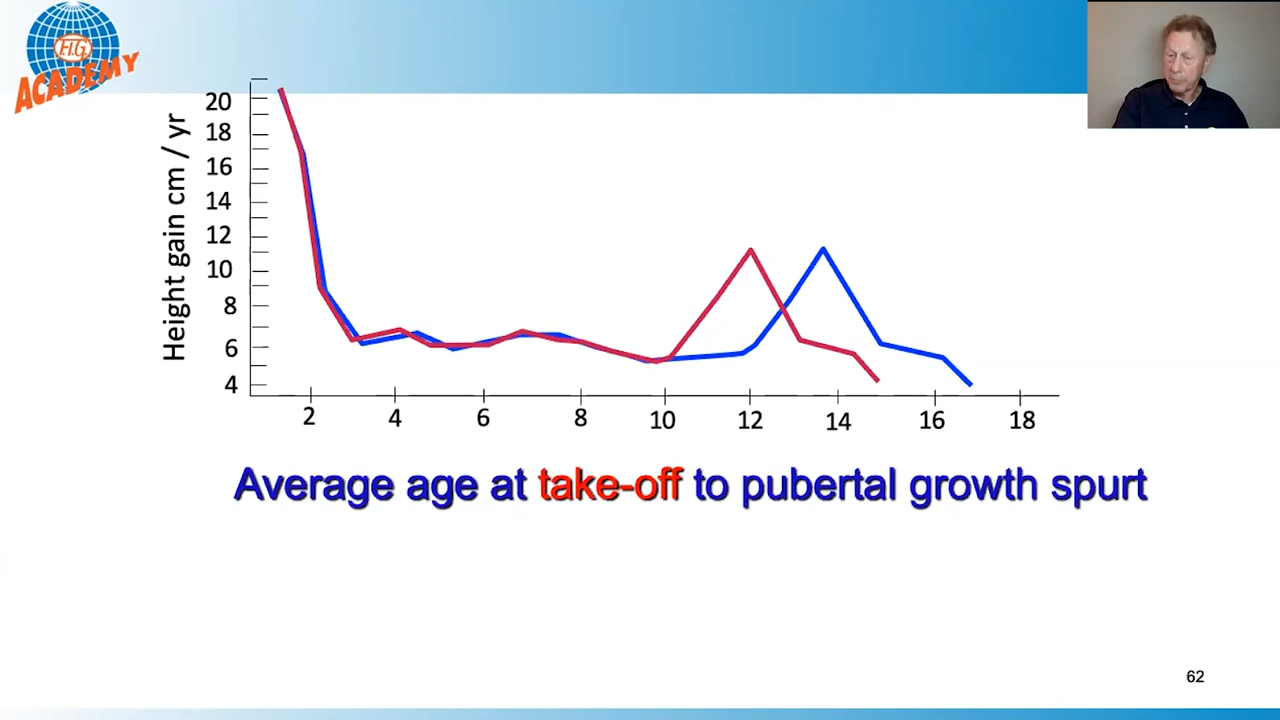 F.I.G.
ACADEMY
Height gain cm / yr
20
18
16
14
12
10
8
6
4
2 4 6 8 10 12 14 16 18
Average age at take-off to pubertal growth spurt
62